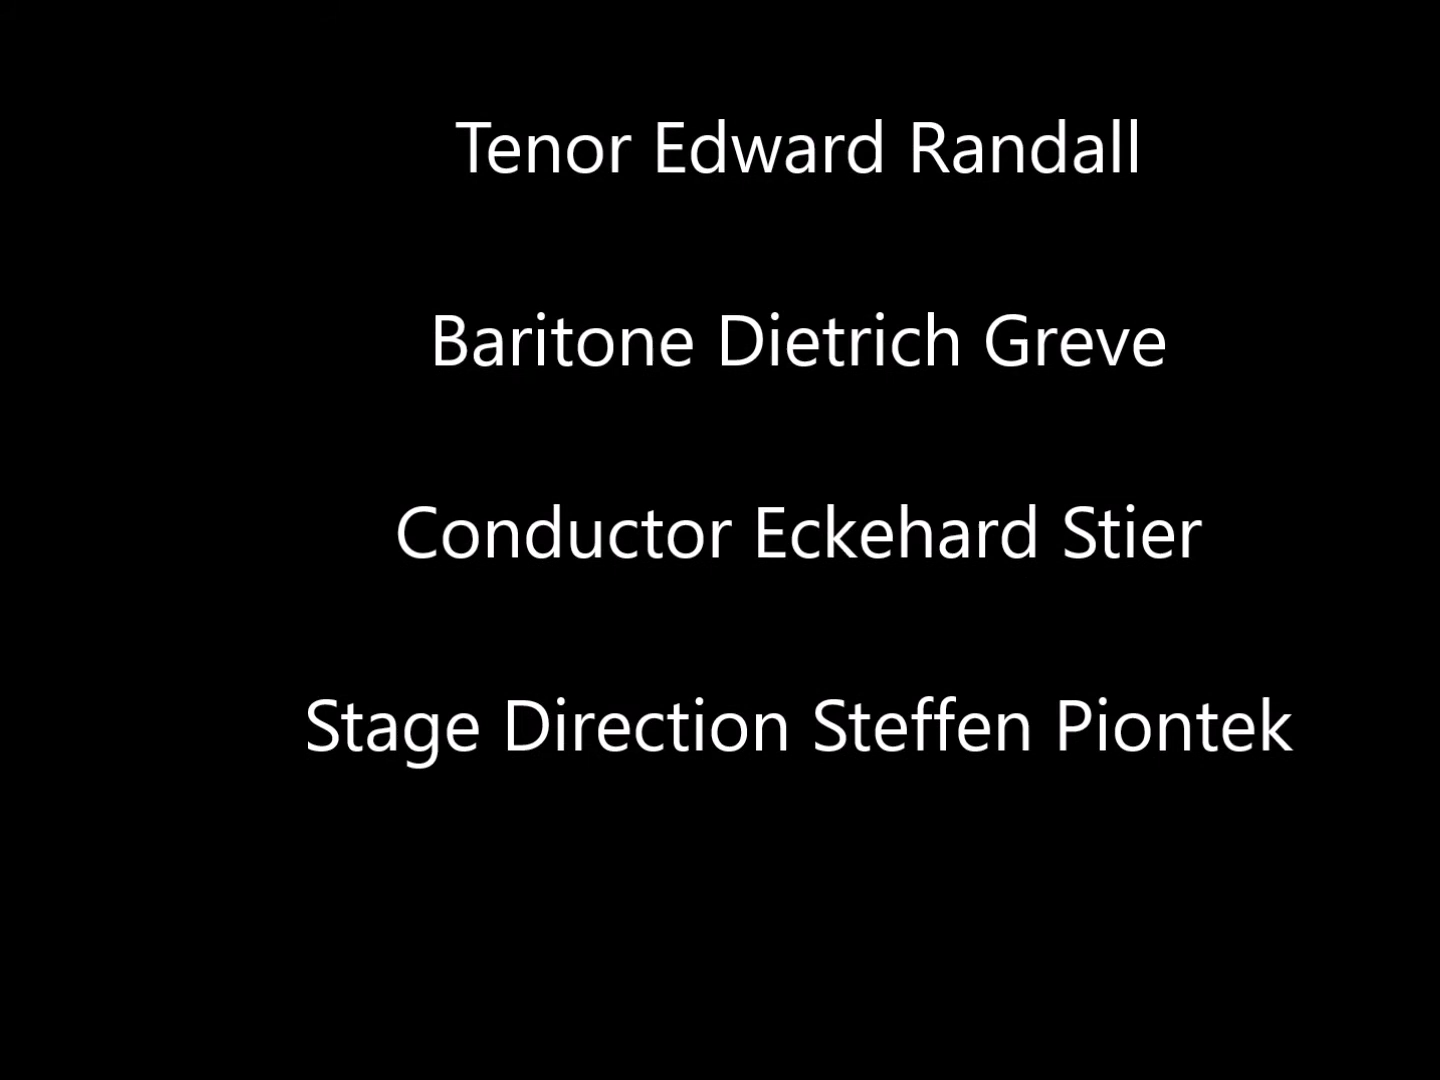 Tenor Edward Randall
Baritone Dietrich Greve
Conductor Eckehard Stier
Stage Direction Steffen Piontek